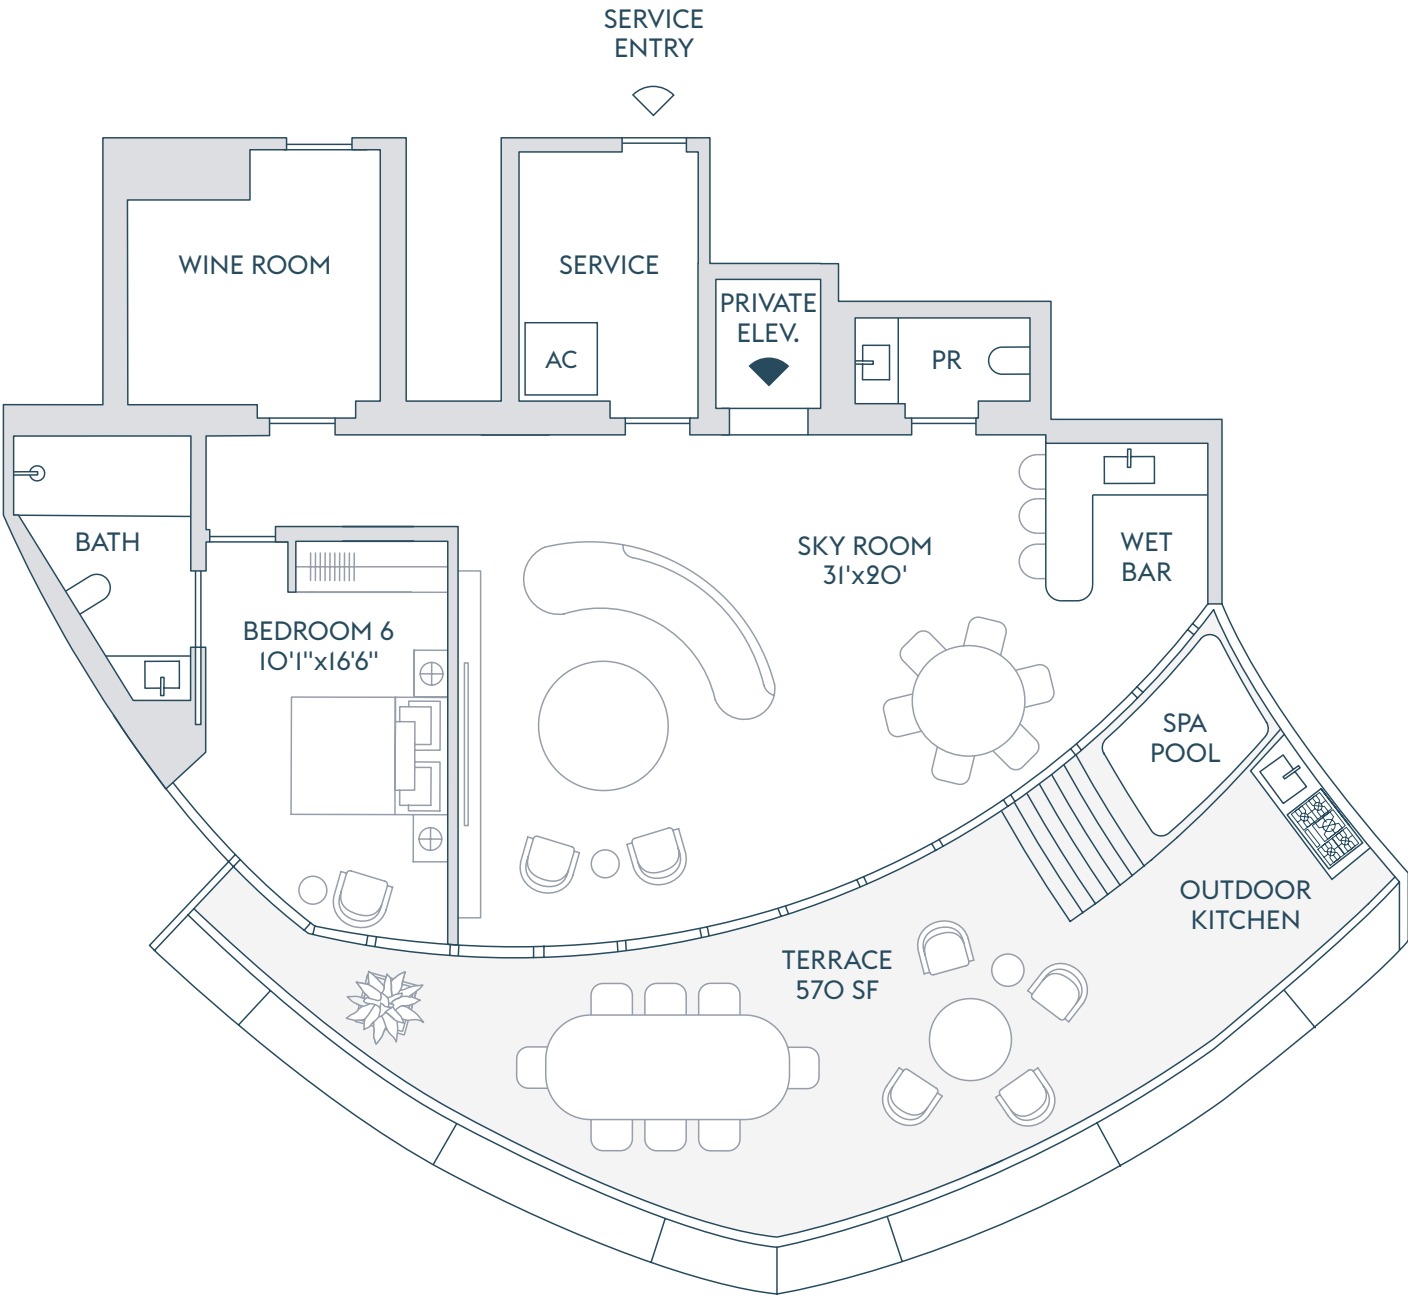 SERVICE
ENTRY
WINE ROOM
SERVICE
PRIVATE
ELEV.
AC
PR
BATH
SKY ROOM
31'x20'
WET
BAR
BEDROOM 6
10'1"x16'6"
SPA
POOL
OUTDOOR
KITCHEN
TERRACE
570 SF